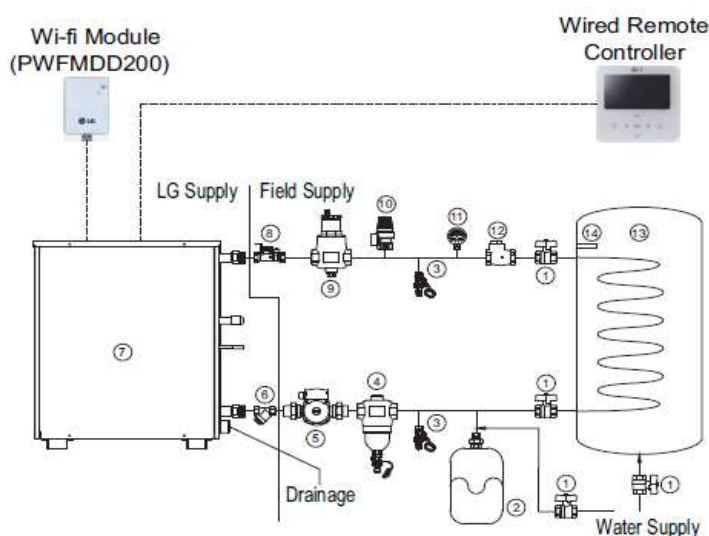 Wi-fi Module
(PWFMDD200)
Wired Remote
Controller
LG
LG Supply
Field Supply
8
9
10
3
11
12
1
14
13
7
6
5
4
3
2
1
1
1
Drainage
Water Supply